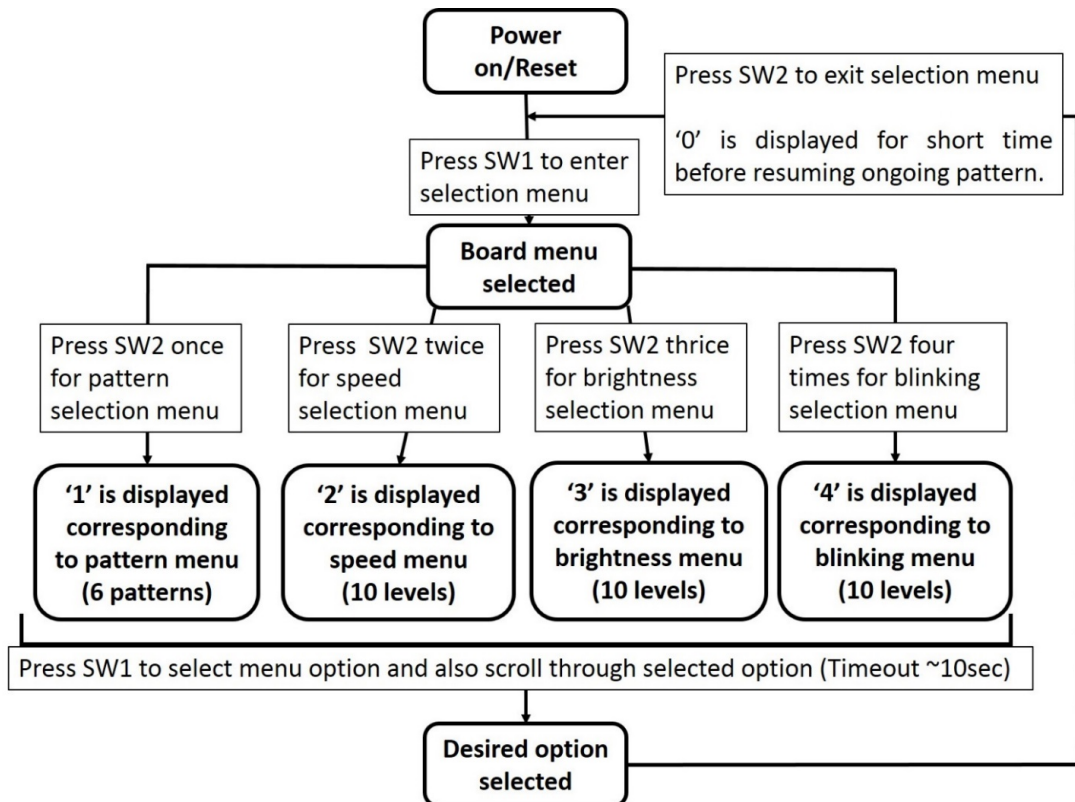 Power
on/Reset
Press SW2 to exit selection menu
‘0’ is displayed for short time
before resuming ongoing pattern.
Press SW1 to enter
selection menu
Board menu
selected
Press SW2 once
for pattern
selection menu
Press SW2 twice
for speed
selection menu
Press SW2 thrice
for brightness
selection menu
Press SW2 four
times for blinking
selection menu
‘1’ is displayed
corresponding
to pattern menu
(6 patterns)
‘2’ is displayed
corresponding to
speed menu
(10 levels)
‘3’ is displayed
corresponding to
brightness menu
(10 levels)
‘4’ is displayed
corresponding to
blinking menu
(10 levels)
Press SW1 to select menu option and also scroll through selected option (Timeout ~10sec)
Desired option
selected